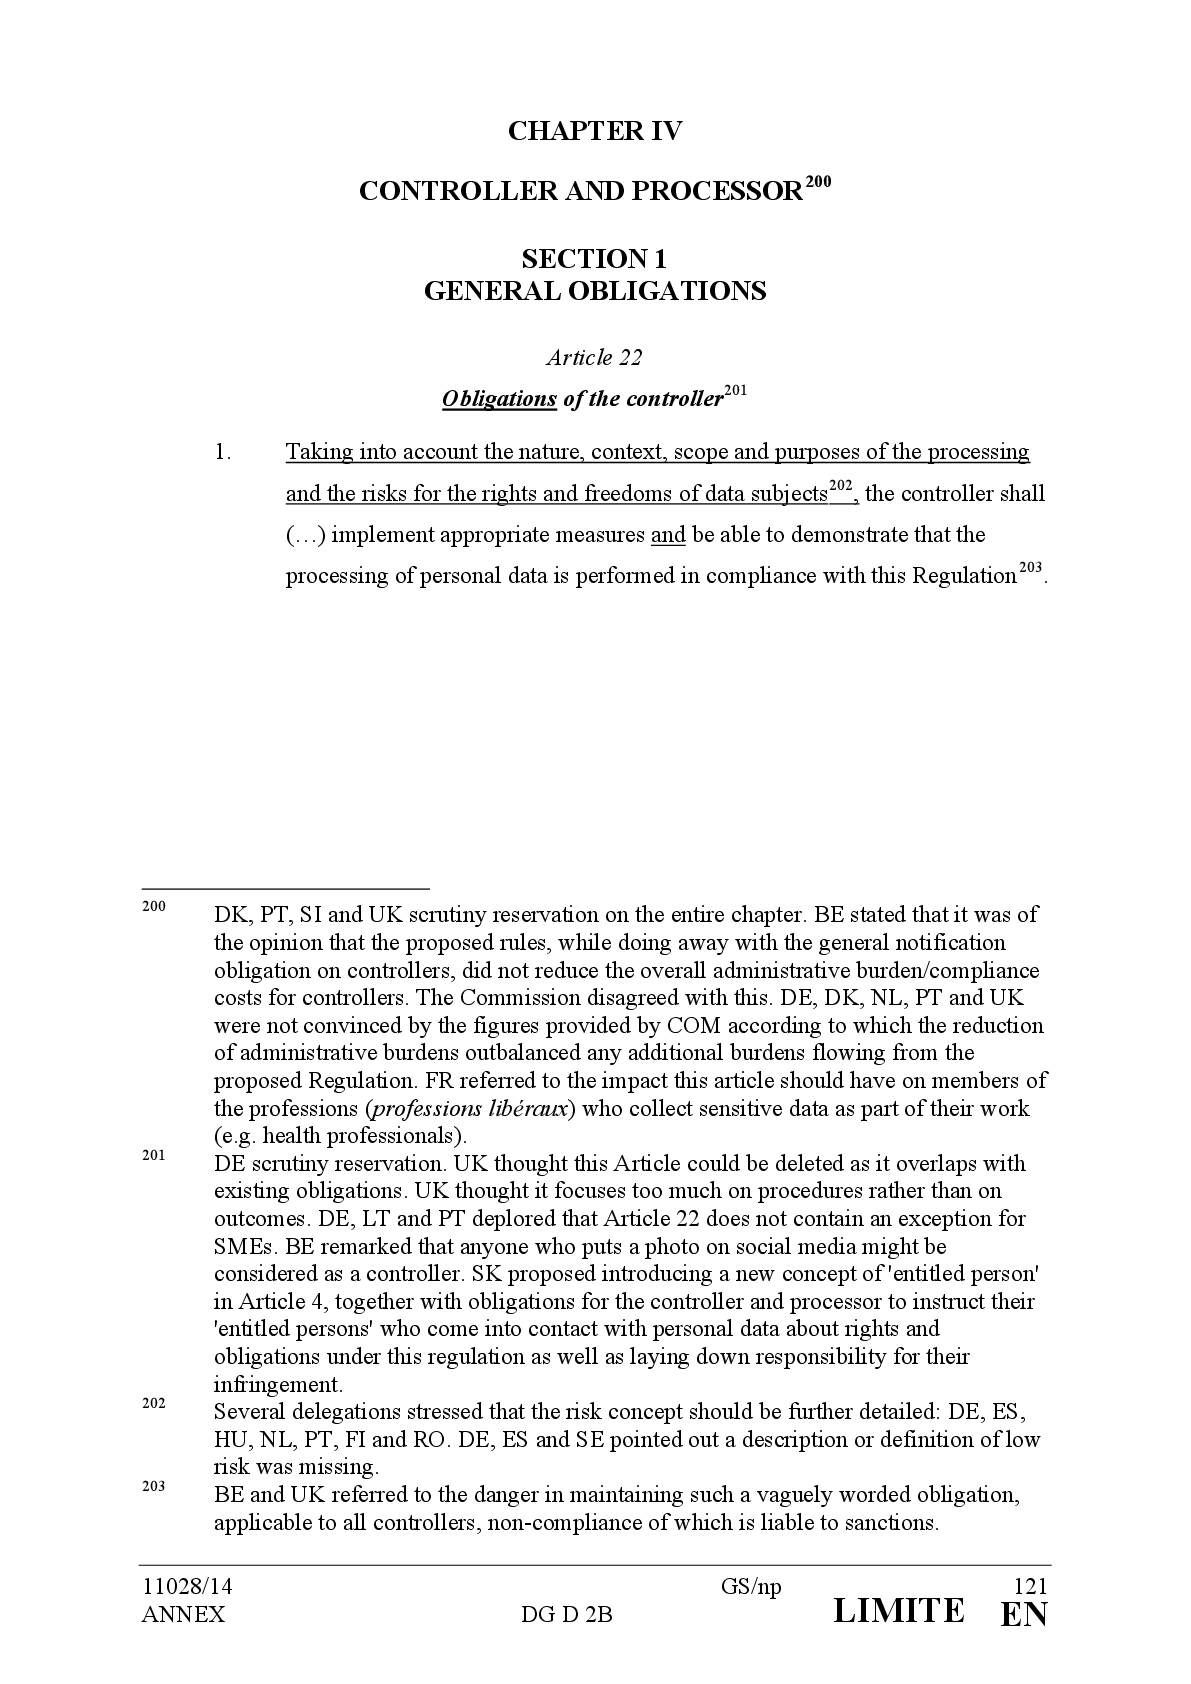 CHAPTER IV
CONTROLLER AND PROCESSOR200
SECTION 1
GENERAL OBLIGATIONS
Article 22
Obligations of the controller201
1. Taking into account the nature, context, scope and purposes of the processing
and the risks for the rights and freedoms of data subjects202, the controller shall
(…) implement appropriate measures and be able to demonstrate that the
processing of personal data is performed in compliance with this Regulation203.
200 DK, PT, SI and UK scrutiny reservation on the entire chapter. BE stated that it was of
the opinion that the proposed rules, while doing away with the general notification
obligation on controllers, did not reduce the overall administrative burden/compliance
costs for controllers. The Commission disagreed with this. DE, DK, NL, PT and UK
were not convinced by the figures provided by COM according to which the reduction
of administrative burdens outbalanced any additional burdens flowing from the
proposed Regulation. FR referred to the impact this article should have on members of
the professions (professions libéraux) who collect sensitive data as part of their work
(e.g. health professionals).
201 DE scrutiny reservation. UK thought this Article could be deleted as it overlaps with
existing obligations. UK thought it focuses too much on procedures rather than on
outcomes. DE, LT and PT deplored that Article 22 does not contain an exception for
SMEs. BE remarked that anyone who puts a photo on social media might be
considered as a controller. SK proposed introducing a new concept of 'entitled person'
in Article 4, together with obligations for the controller and processor to instruct their
'entitled persons' who come into contact with personal data about rights and
obligations under this regulation as well as laying down responsibility for their
infringement.
202 Several delegations stressed that the risk concept should be further detailed: DE, ES,
HU, NL, PT, FI and RO. DE, ES and SE pointed out a description or definition of low
risk was missing.
203 BE and UK referred to the danger in maintaining such a vaguely worded obligation,
applicable to all controllers, non-compliance of which is liable to sanctions.
11028/14 GS/np 121
ANNEX DG D 2B LIMITE EN